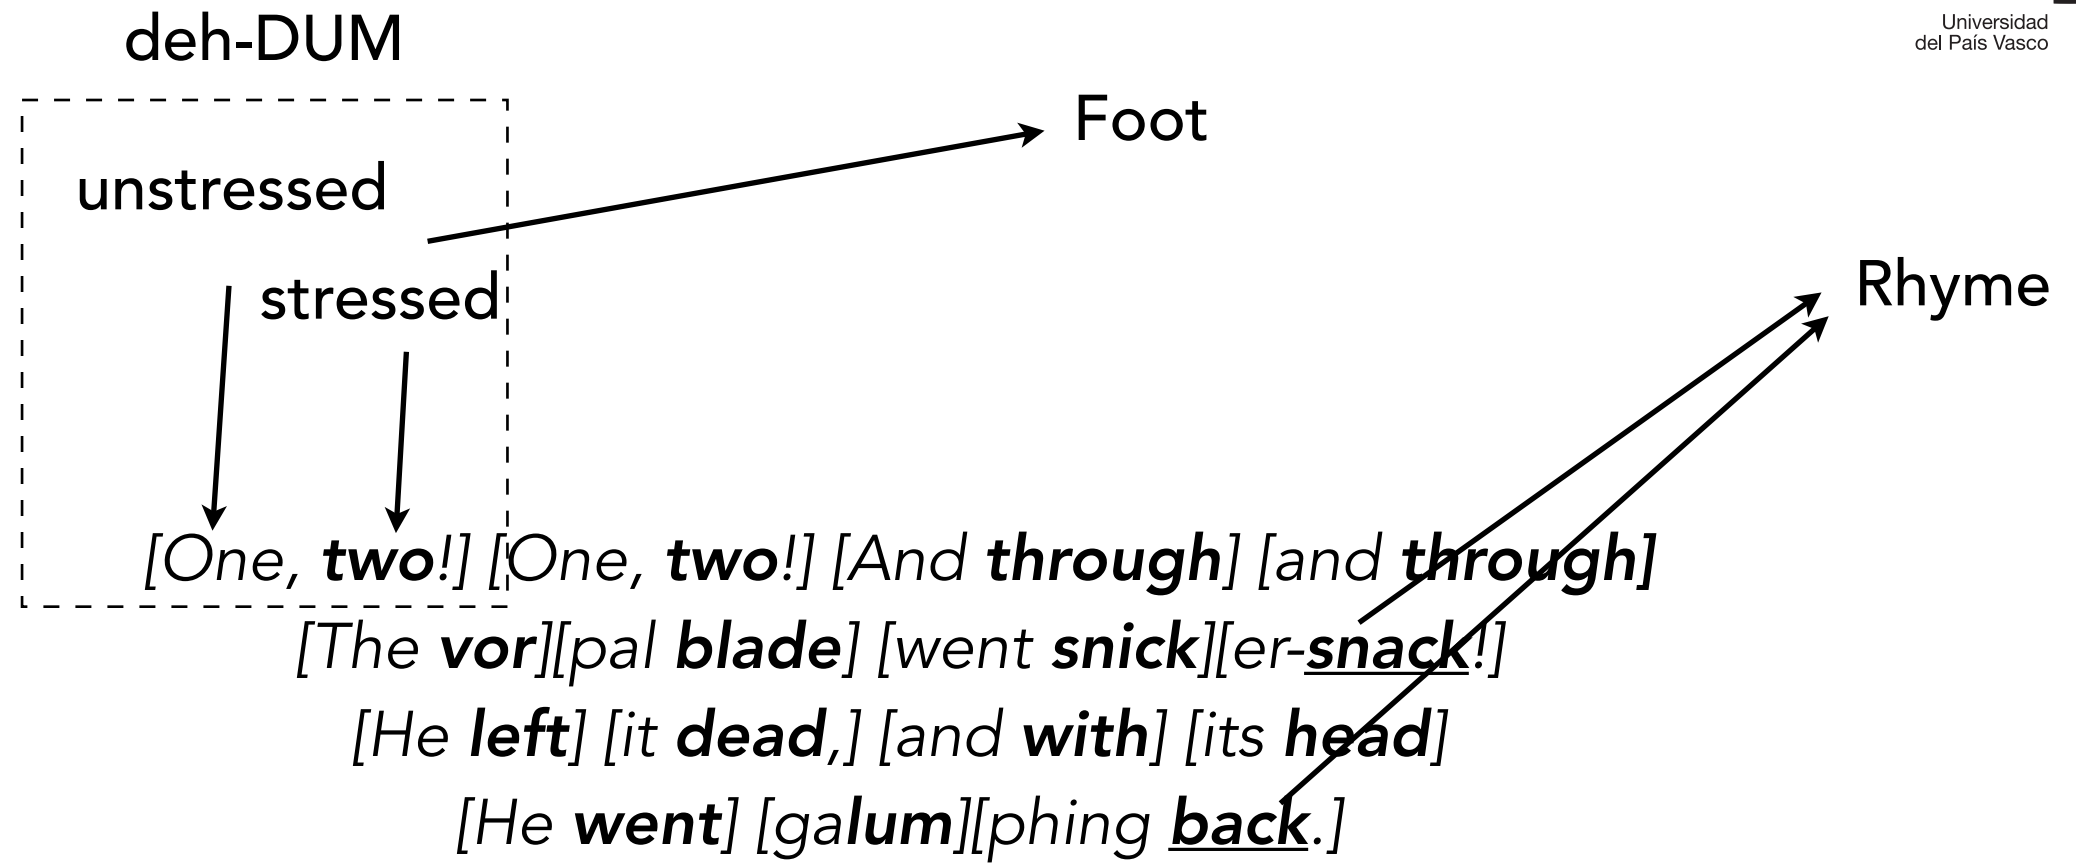 deh-DUM
Universidad
del País Vasco
Foot
unstressed
stressed
Rhyme
[One, two!] [One, two!] [And through] [and through]
[The vor][pal blade] [went snick][er-snack!]
[He left] [it dead,] [and with] [its head]
[He went] [galum][phing back.]